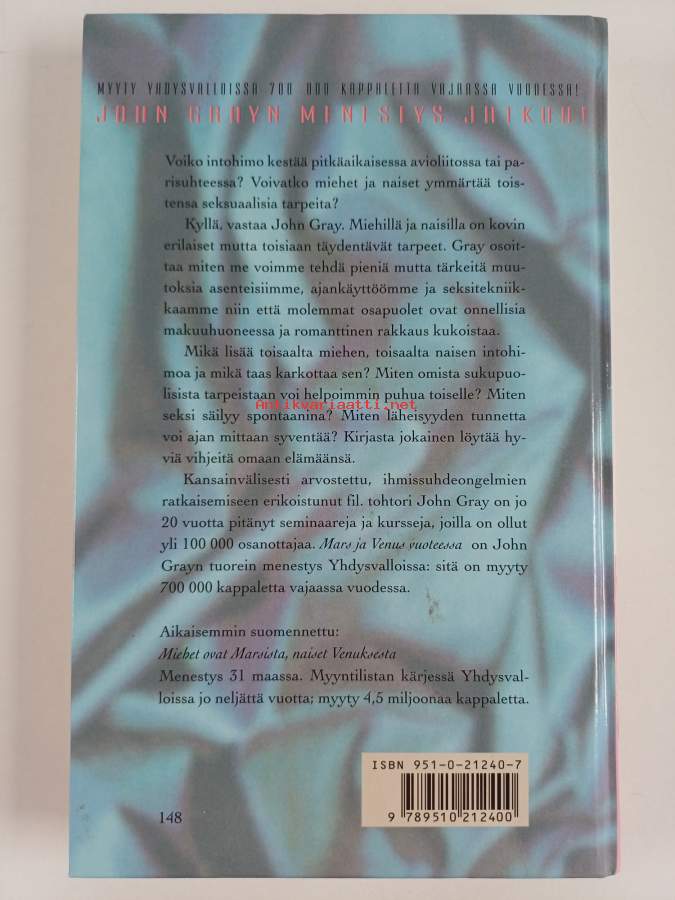 MYYTY YHDYSVALLOISSA 700 000 KAPPALETTA VAJAASSA VUODESSA!
JOHN GRAYN MENESTYS JATKUU!
Voiko intohimo kestää pitkäaikaisessa avioliitossa tai pa-
risuhteessa? Voivatko miehet ja naiset ymmärtää tois-
tensa seksuaalisia tarpeita?
Kyllä, vastaa John Gray. Miehillä ja naisilla on kovin
erilaiset mutta toisiaan täydentävät tarpeet. Gray osoit-
taa miten me voimme tehdä pieniä mutta tärkeitä muu-
toksia asenteisiimme, ajankäyttöömme ja seksitekniik-
kaamme niin että molemmat osapuolet ovat onnellisia
makuuhuoneessa ja romanttinen rakkaus kukoistaa.
Mikä lisää toisaalta miehen, toisaalta naisen intohi-
moa ja mikä taas karkottaa sen? Miten omista sukupuo-
lisista tarpeistaan voi helpoimmin puhua toiselle? Miten
Antikvariaatti.net
seksi säilyy spontaanina? Miten läheisyyden tunnetta
voi ajan mittaan syventää? Kirjasta jokainen löytää hy-
viä vihjeitä omaan elämäänsä.
Kansainvälisesti arvostettu, ihmissuhdeongelmien
ratkaisemiseen erikoistunut fil. tohtori John Gray on jo
20 vuotta pitänyt seminaareja ja kursseja, joilla on ollut
yli 100 000 osanottajaa. Mars ja Venus vuoteessa on John
Grayn tuorein menestys Yhdysvalloissa: sitä on myyty
700 000 kappaletta vajaassa vuodessa.
Aikaisemmin suomennettu:
Miehet ovat Marsista, naiset Venuksesta
Menestys 31 maassa. Myyntilistan kärjessä Yhdysval-
loissa jo neljättä vuotta; myyty 4,5 miljoonaa kappaletta.
ISBN 951-0-21240-7
9 789510 212400
148